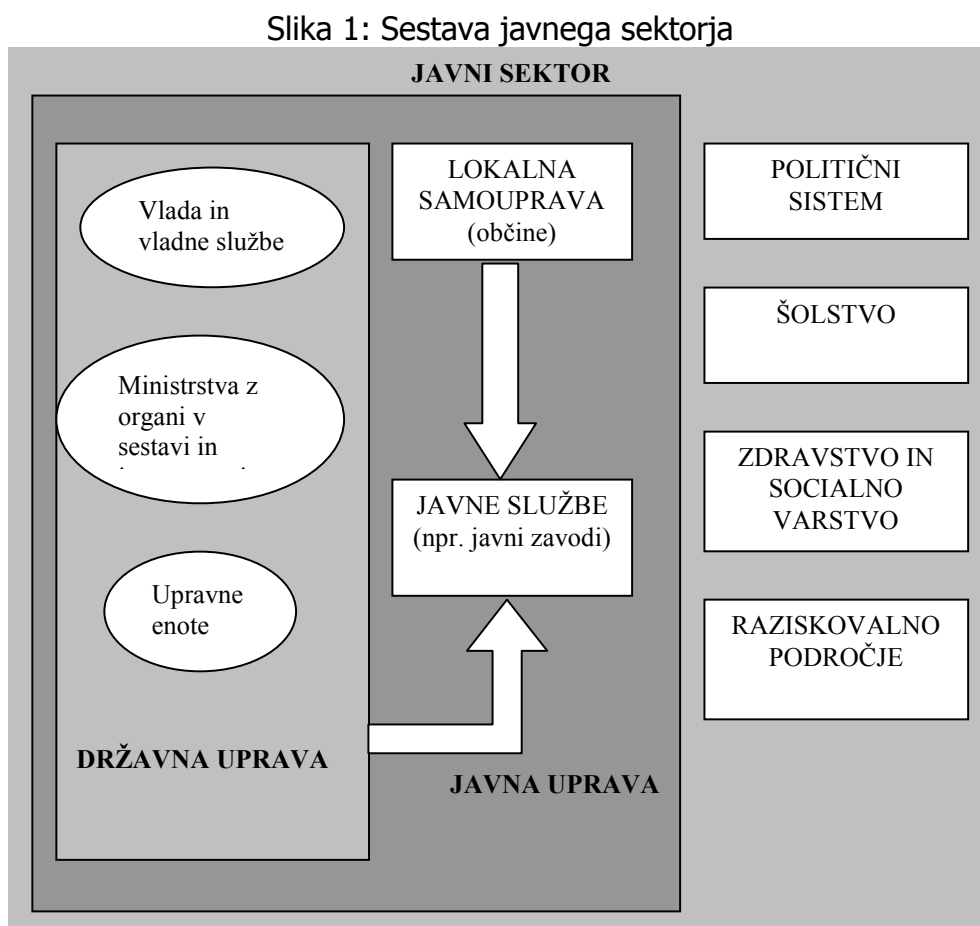 Slika 1: Sestava javnega sektorja
JAVNI SEKTOR
Vlada in
vladne službe
Ministrstva z
organi v
sestavi in
Upravne
enote
DRŽAVNA UPRAVA
LOKALNA
SAMOUPRAVA
(občine)
JAVNE SLUŽBE
(npr. javni zavodi)
JAVNA UPRAVA
POLITIČNI
SISTEM
ŠOLSTVO
ZDRAVSTVO IN
SOCIALNO
VARSTVO
RAZISKOVALNO
PODROČJE